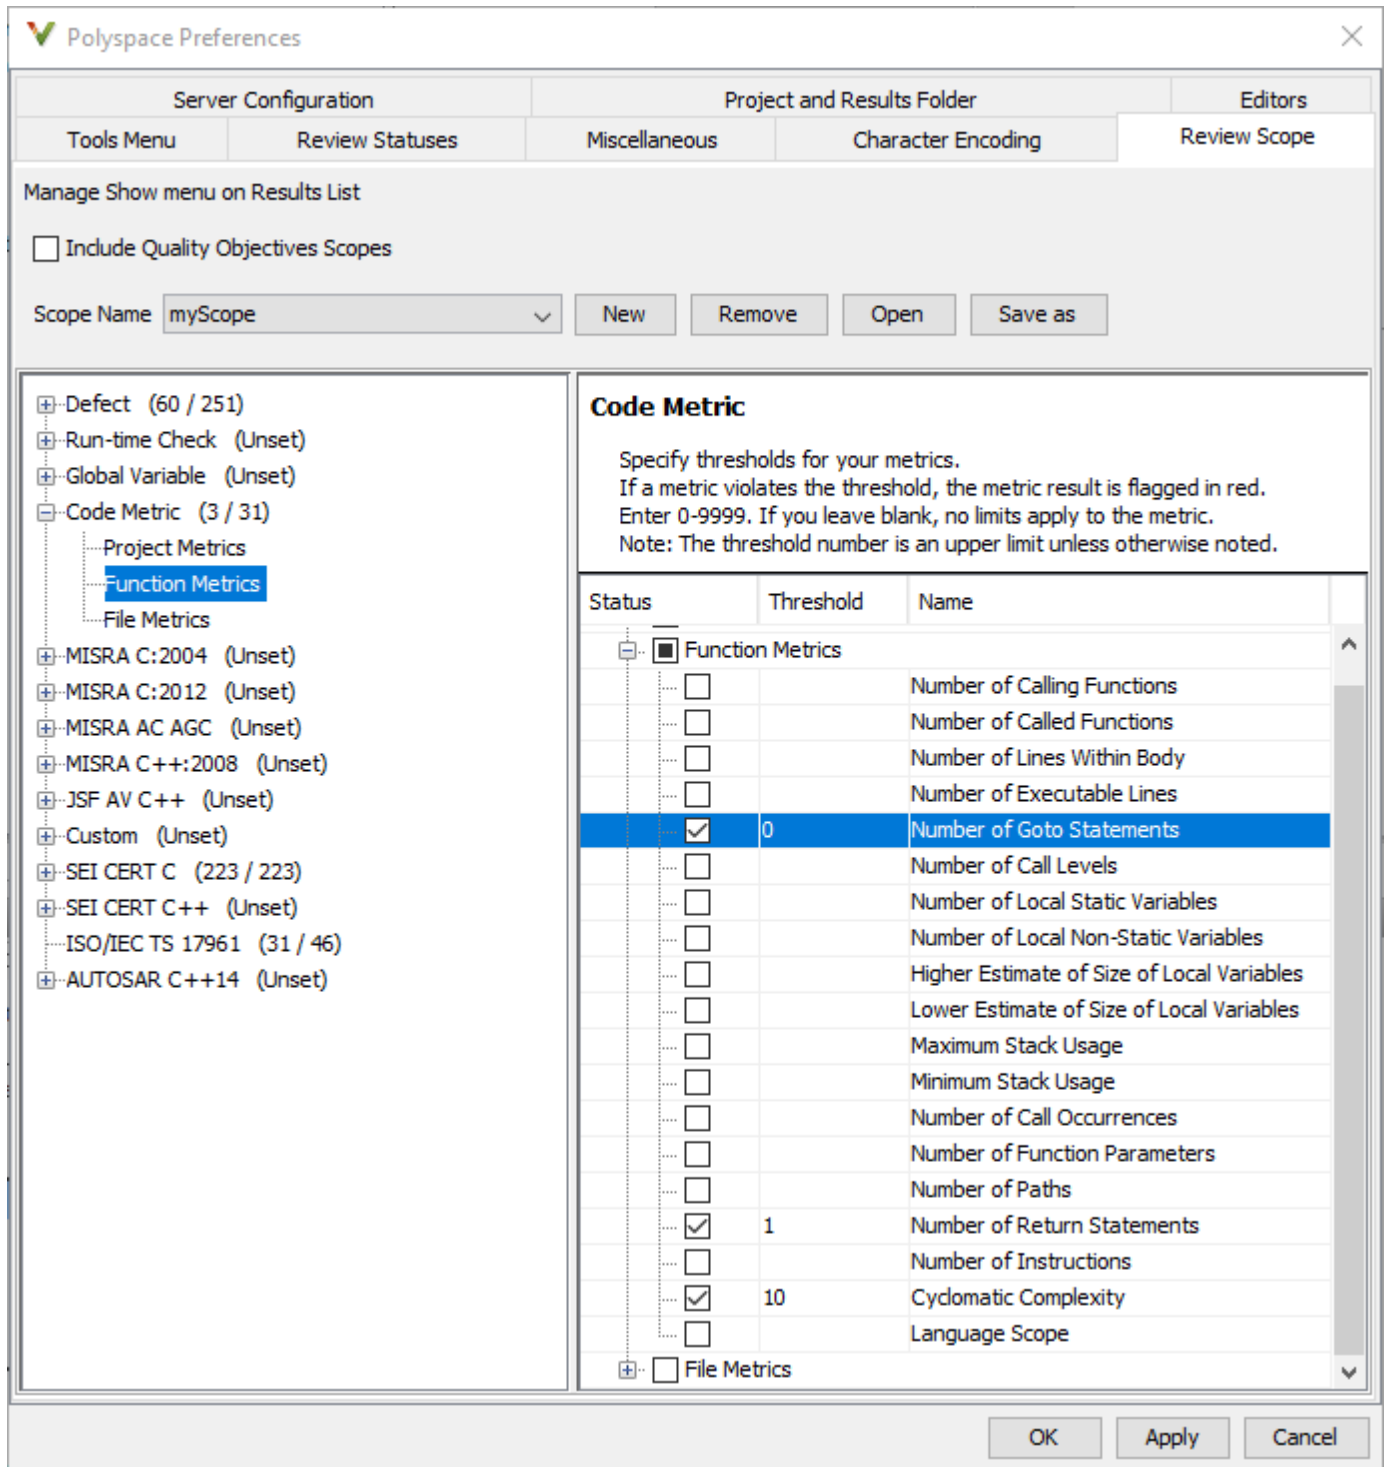 Polyspace Preferences
Server Configuration Project and Results Folder Editors
Tools Menu Review Statuses Miscellaneous Character Encoding Review Scope
Manage Show menu on Results List
Include Quality Objectives Scopes
Scope Name myScope New Remove Open Save as
Defect (60 / 251)
Run-time Check (Unset)
Global Variable (Unset)
Code Metric (3 / 31)
Project Metrics
Function Metrics
File Metrics
MISRA C:2004 (Unset)
MISRA C:2012 (Unset)
MISRA AC AGC (Unset)
MISRA C++:2008 (Unset)
JSF AV C++ (Unset)
Custom (Unset)
SEI CERT C (223 / 223)
SEI CERT C++ (Unset)
ISO/IEC TS 17961 (31 / 46)
AUTOSAR C++14 (Unset)
Code Metric
Specify thresholds for your metrics.
If a metric violates the threshold, the metric result is flagged in red.
Enter 0-9999. If you leave blank, no limits apply to the metric.
Note: The threshold number is an upper limit unless otherwise noted.
Status Threshold Name
Function Metrics
Number of Calling Functions
Number of Called Functions
Number of Lines Within Body
Number of Executable Lines
0 Number of Goto Statements
Number of Call Levels
Number of Local Static Variables
Number of Local Non-Static Variables
Higher Estimate of Size of Local Variables
Lower Estimate of Size of Local Variables
Maximum Stack Usage
Minimum Stack Usage
Number of Call Occurrences
Number of Function Parameters
Number of Paths
1 Number of Return Statements
Number of Instructions
10 Cyclomatic Complexity
Language Scope
File Metrics
OK Apply Cancel